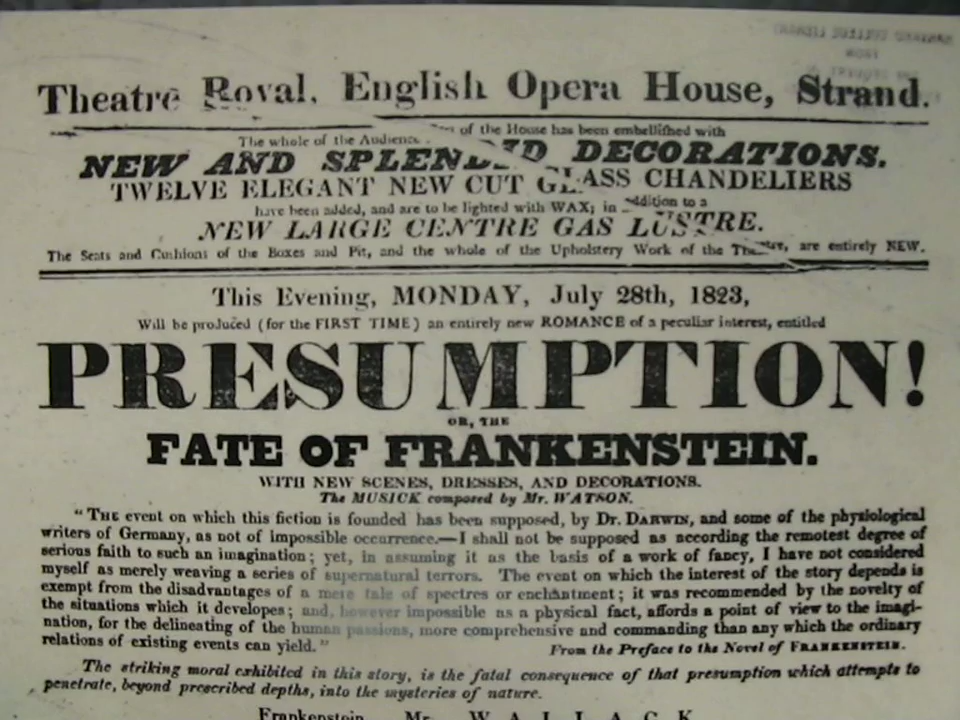 Theatre Royal, English Opera House, Strand.
The whole of the Audience of the House has been embellished with
NEW AND SPLENDID DECORATIONS.
TWELVE ELEGANT NEW CUT GLASS CHANDELIERS
have been added, and are to be lighted with WAX; in addition to a
NEW LARGE CENTRE GAS LUSTRE.
The Seats and Cushions of the Boxes and Pit, and the whole of the Upholstery Work of the Theatre, are entirely NEW.
This Evening, MONDAY, July 28th, 1823,
Will be produced (for the FIRST TIME) an entirely new ROMANCE of a peculiar interest, entitled
PRESUMPTION!
OR, THE
FATE OF FRANKENSTEIN.
WITH NEW SCENES, DRESSES, AND DECORATIONS.
The MUSICK composed by Mr. WATSON.
"THE event on which this fiction is founded has been supposed, by Dr. DARWIN, and some of the physiological
writers of Germany, as not of impossible occurrence.—I shall not be supposed as according the remotest degree of
serious faith to such an imagination; yet, in assuming it as the basis of a work of fancy, I have not considered
myself as merely weaving a series of supernatural terrors. The event on which the interest of the story depends is
exempt from the disadvantages of a mere tale of spectres or enchantment; it was recommended by the novelty of
the situations which it developes; and, however impossible as a physical fact, affords a point of view to the imagi-
nation, for the delineating of the human passions, more comprehensive and commanding than any which the ordinary
relations of existing events can yield."
From the Preface to the Novel of FRANKENSTEIN.
The striking moral exhibited in this story, is the fatal consequence of that presumption which attempts to
penetrate, beyond prescribed depths, into the mysteries of nature.
Frankenstein Mr. WALLACK